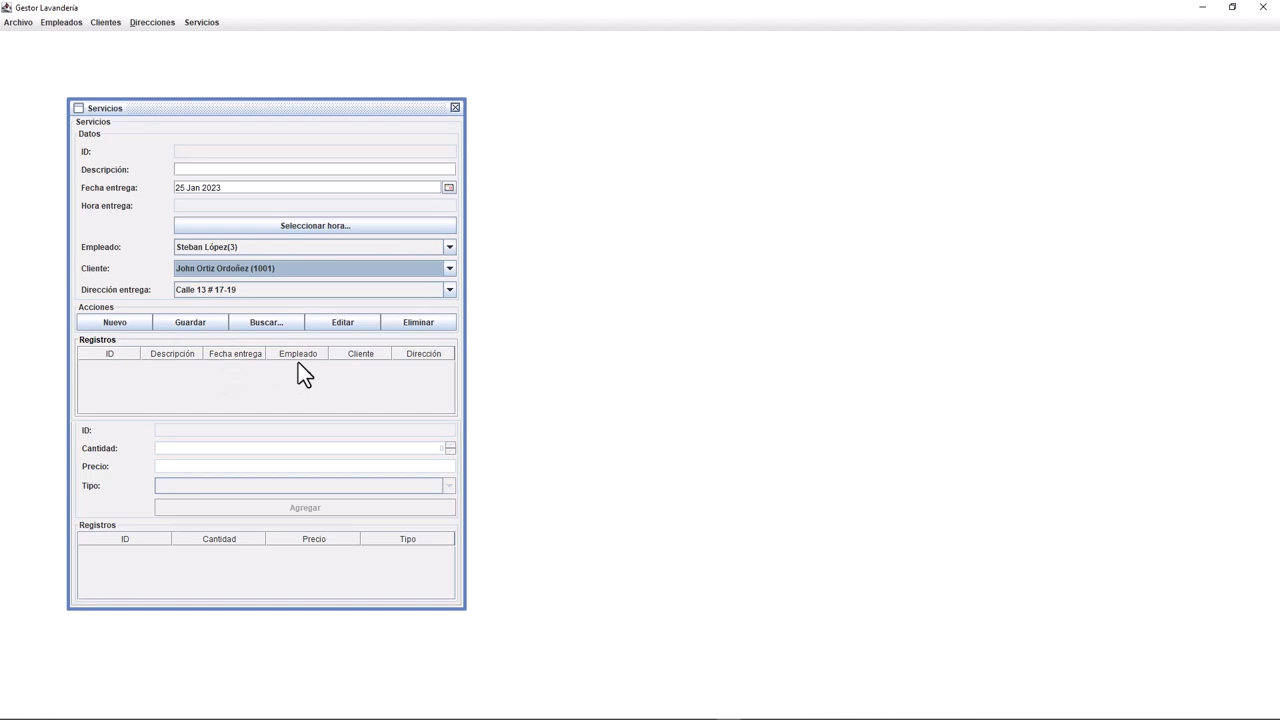 Gestor Lavandería
Archivo Empleados Clientes Direcciones Servicios
Servicios
Servicios
Datos
ID:
Descripción:
Fecha entrega: 25 Jan 2023
Hora entrega:
Seleccionar hora...
Empleado: Steban López(3)
Cliente: John Ortiz Ordoñez (1001)
Dirección entrega: Calle 13 # 17-19
Acciones
Nuevo Guardar Buscar... Editar Eliminar
Registros
ID Descripción Fecha entrega Empleado Cliente Dirección
ID:
Cantidad: 0
Precio:
Tipo:
Agregar
Registros
ID Cantidad Precio Tipo